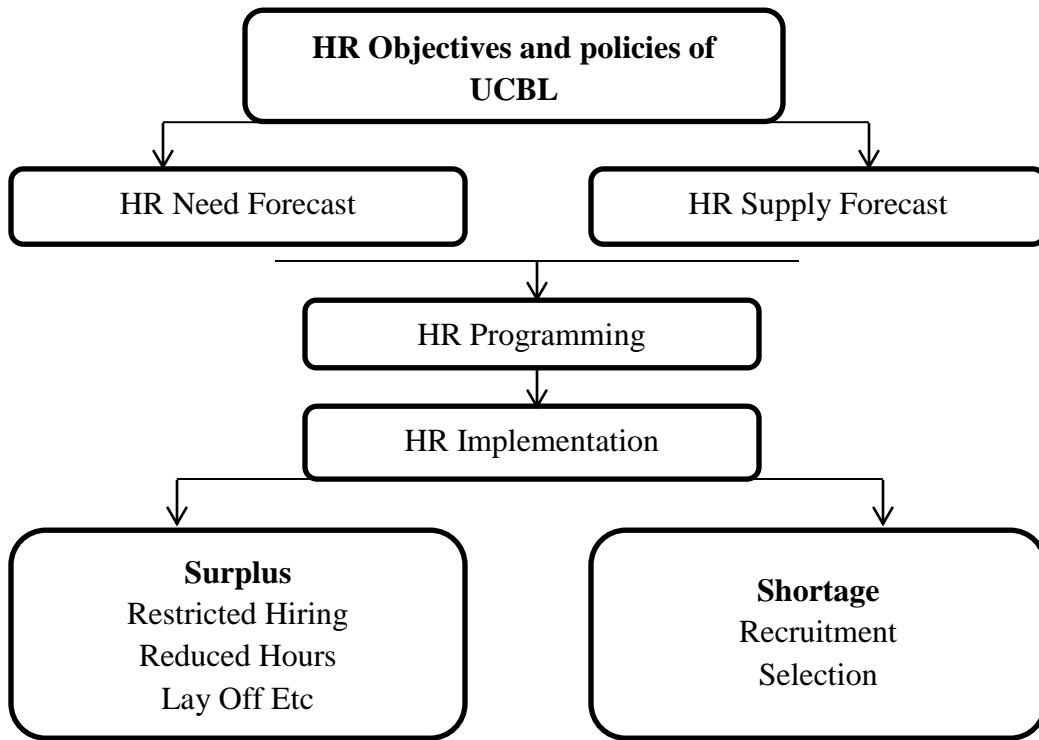 HR Objectives and policies of
UCBL
HR Need Forecast
HR Supply Forecast
HR Programming
HR Implementation
Surplus
Restricted Hiring
Reduced Hours
Lay Off Etc
Shortage
Recruitment
Selection